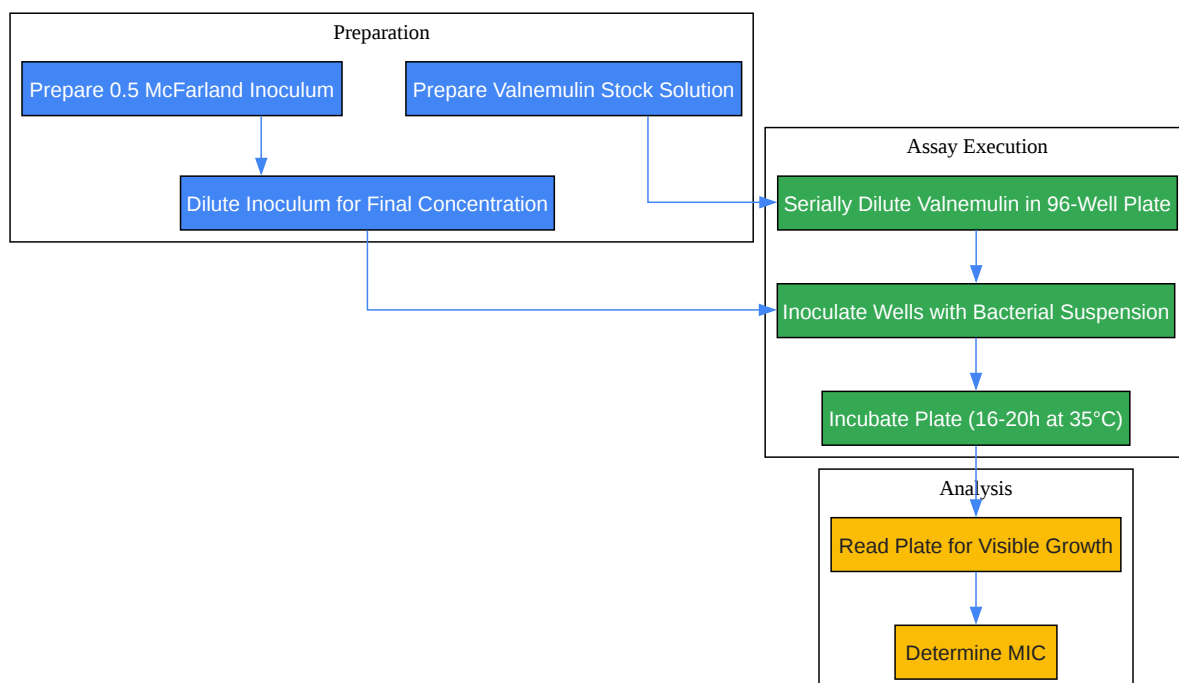 Preparation
Prepare 0.5 McFarland Inoculum
Prepare Valnemulin Stock Solution
Dilute Inoculum for Final Concentration
Assay Execution
Serially Dilute Valnemulin in 96-Well Plate
Inoculate Wells with Bacterial Suspension
Incubate Plate (16-20h at 35°C)
Analysis
Read Plate for Visible Growth
Determine MIC